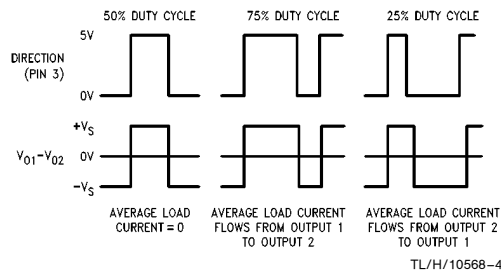 50% DUTY CYCLE
75% DUTY CYCLE
25% DUTY CYCLE
5V
DIRECTION
(PIN 3)
0V
+VS
VO1–VO2
0V
–VS
AVERAGE LOAD
CURRENT = 0
AVERAGE LOAD CURRENT
FLOWS FROM OUTPUT 1
TO OUTPUT 2
AVERAGE LOAD CURRENT
FLOWS FROM OUTPUT 2
TO OUTPUT 1
TL/H/10568–4